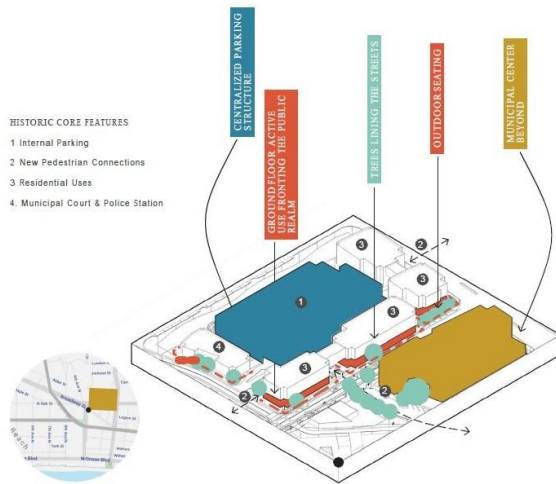 CENTRALIZED PARKING
STRUCTURE
GROUND FLOOR ACTIVE
USE FRONTING THE PUBLIC
REALM
TREES LINING THE STREETS
OUTDOOR SEATING
MUNICIPAL CENTER
BEYOND
HISTORIC CORE FEATURES
1 Internal Parking
2 New Pedestrian Connections
3 Residential Uses
4. Municipal Court & Police Station
3
2
3
1
3
4
3
2
2
Broadway
Beach
N Ocean Blvd